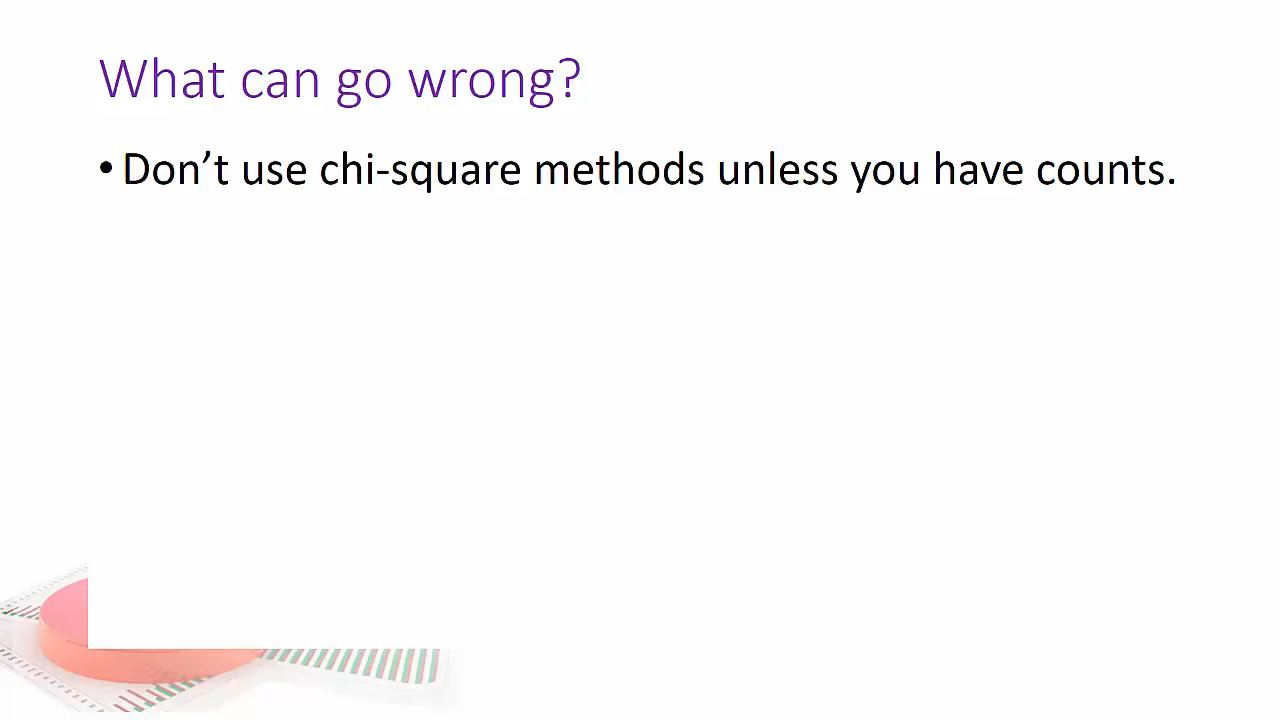 What can go wrong?
• Don’t use chi-square methods unless you have counts.